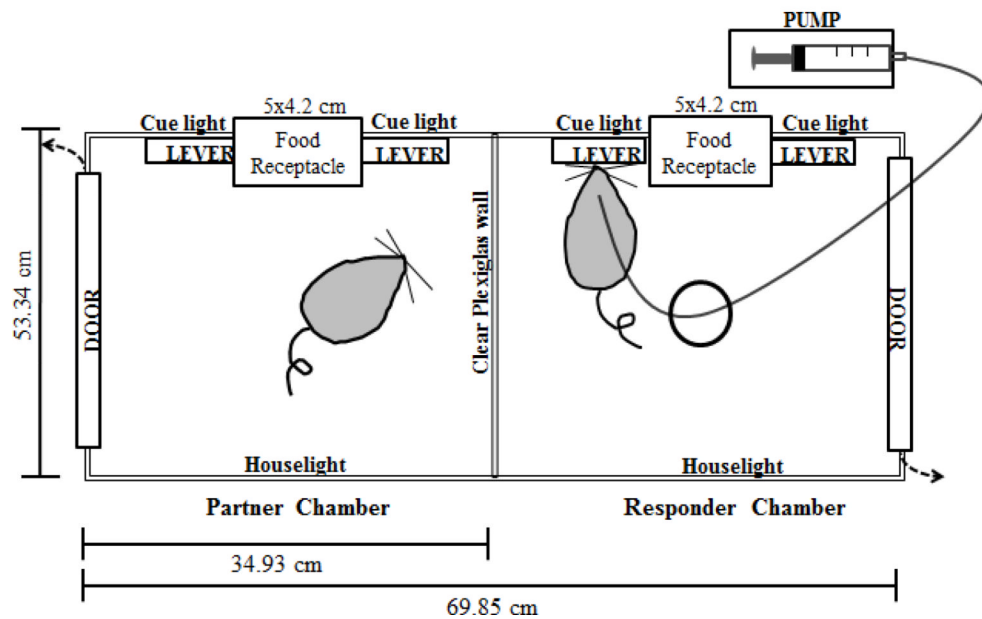 PUMP
5x4.2 cm
5x4.2 cm
Cue light
Cue light
Cue light
Cue light
LEVER
Food
Receptacle
LEVER
LEVER
Food
Receptacle
LEVER
53.34 cm
DOOR
Clear Plexiglas wall
DOOR
Houselight
Houselight
Partner Chamber
Responder Chamber
34.93 cm
69.85 cm